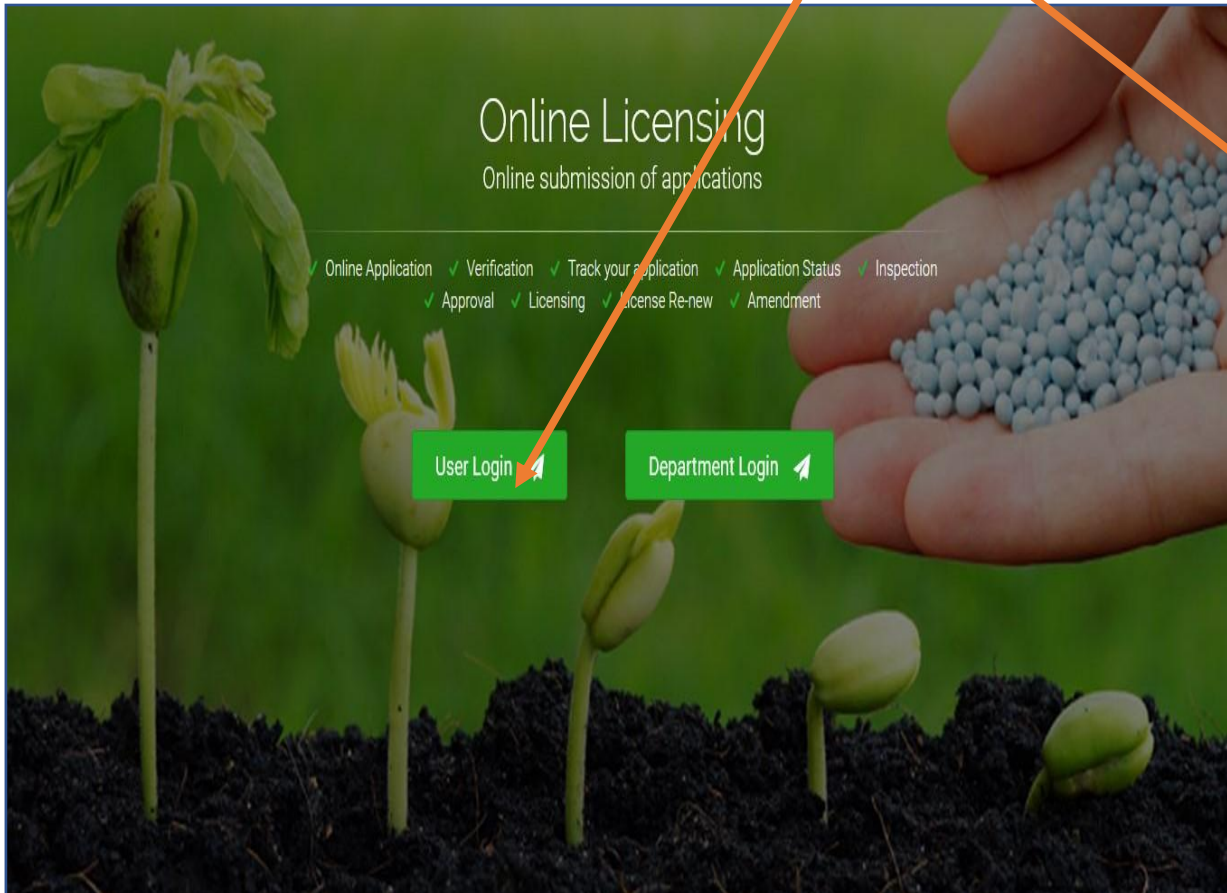 Online Licensing
Online submission of applications
✓ Online Application ✓ Verification ✓ Track your application ✓ Application Status ✓ Inspection
✓ Approval ✓ Licensing ✓ License Re-new ✓ Amendment
User Login
Department Login